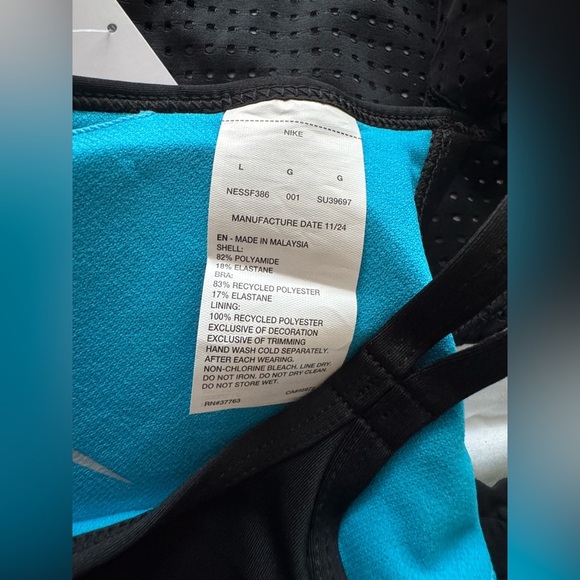 NIKE
L G G
NESSF386 001 SU39697
MANUFACTURE DATE 11/24
EN - MADE IN MALAYSIA
SHELL:
82% POLYAMIDE
18% ELASTANE
BRA:
83% RECYCLED POLYESTER
17% ELASTANE
LINING:
100% RECYCLED POLYESTER
EXCLUSIVE OF DECORATION
EXCLUSIVE OF TRIMMING
HAND WASH COLD SEPARATELY.
AFTER EACH WEARING.
NON-CHLORINE BLEACH. LINE DRY.
DO NOT IRON. DO NOT DRY CLEAN.
DO NOT STORE WET.
RN#37763